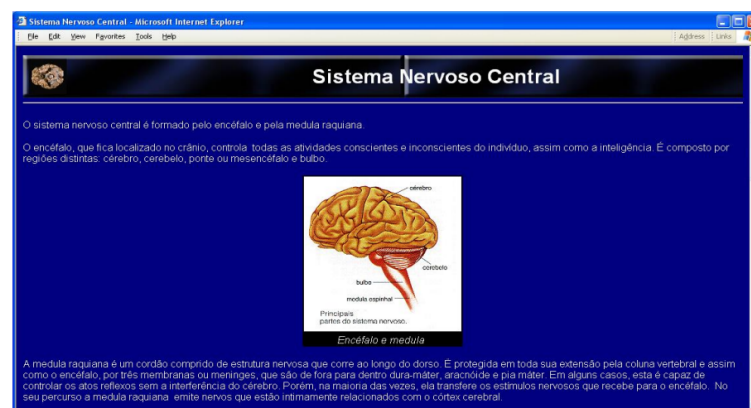 Sistema Nervoso Central - Microsoft Internet Explorer
File Edit View Favorites Tools Help Address Links
Sistema Nervoso Central
O sistema nervoso central é formado pelo encéfalo e pela medula raquiana.
O encéfalo, que fica localizado no crânio, controla todas as atividades conscientes e inconscientes do indivíduo, assim como a inteligência. É composto por
regiões distintas: cérebro, cerebelo, ponte ou mesencéfalo e bulbo.
cérebro
cerebelo
bulbo
medula espinhal
Principais
partes do sistema nervoso.
Encéfalo e medula
A medula raquiana é um cordão comprido de estrutura nervosa que corre ao longo do dorso. É protegida em toda sua extensão pela coluna vertebral e assim
como o encéfalo, por três membranas ou meninges, que são de fora para dentro dura-máter, aracnóide e pia máter. Em alguns casos, esta é capaz de
controlar os atos reflexos sem a interferência do cérebro. Porém, na maioria das vezes, ela transfere os estímulos nervosos que recebe para o encéfalo. No
seu percurso a medula raquiana emite nervos que estão intimamente relacionados com o córtex cerebral.